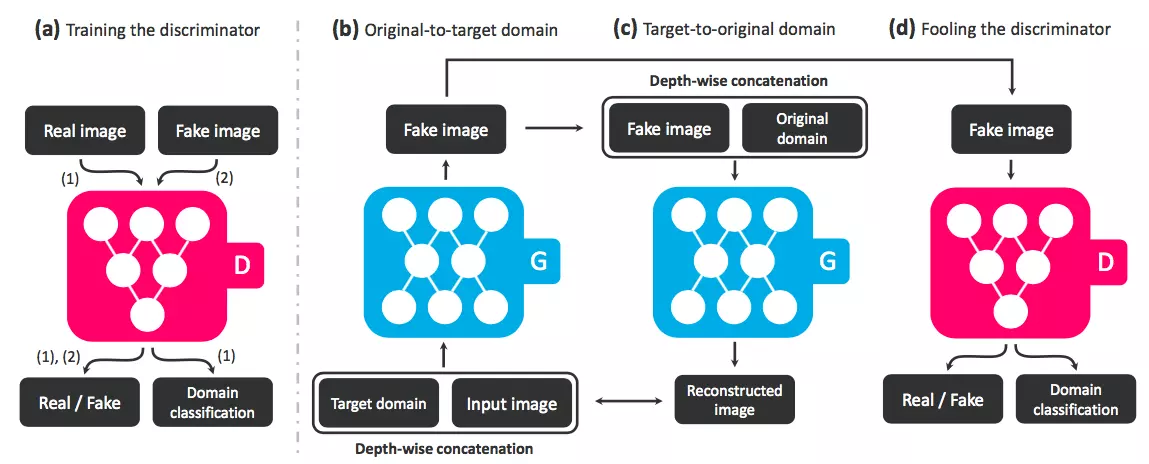 (a) Training the discriminator
Real image
Fake image
(1)
(2)
D
(1), (2)
(1)
Real / Fake
Domain
classification
(b) Original-to-target domain
Fake image
G
Target domain
Input image
Depth-wise concatenation
(c) Target-to-original domain
Depth-wise concatenation
Fake image
Original
domain
G
Reconstructed
image
(d) Fooling the discriminator
Fake image
D
Real / Fake
Domain
classification